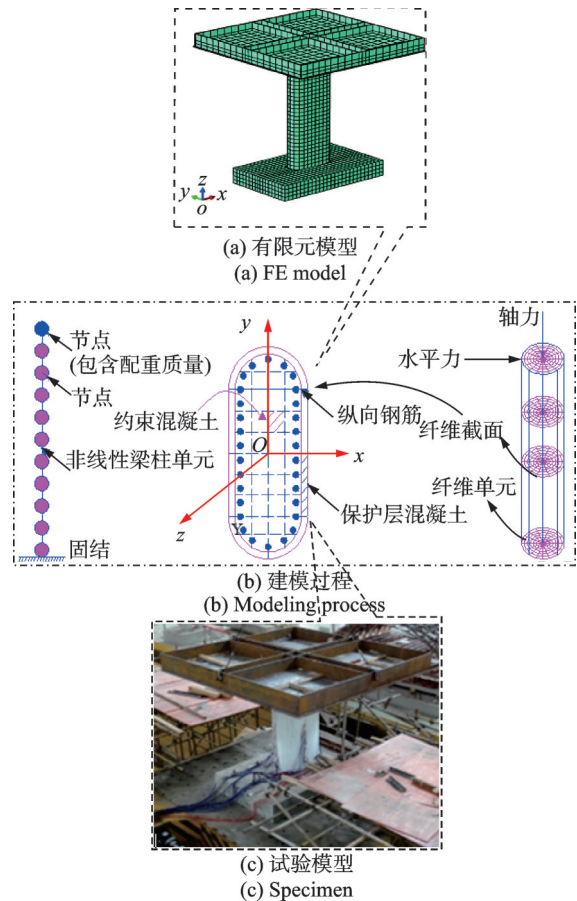 z
y
x
o
(a) 有限元模型
(a) FE model
节点
(包含配重质量)
节点
非线性梁柱单元
固结
y
约束混凝土
O
x
z
Y
纵向钢筋
保护层混凝土
轴力
水平力
纤维截面
纤维单元
(b) 建模过程
(b) Modeling process
(c) 试验模型
(c) Specimen